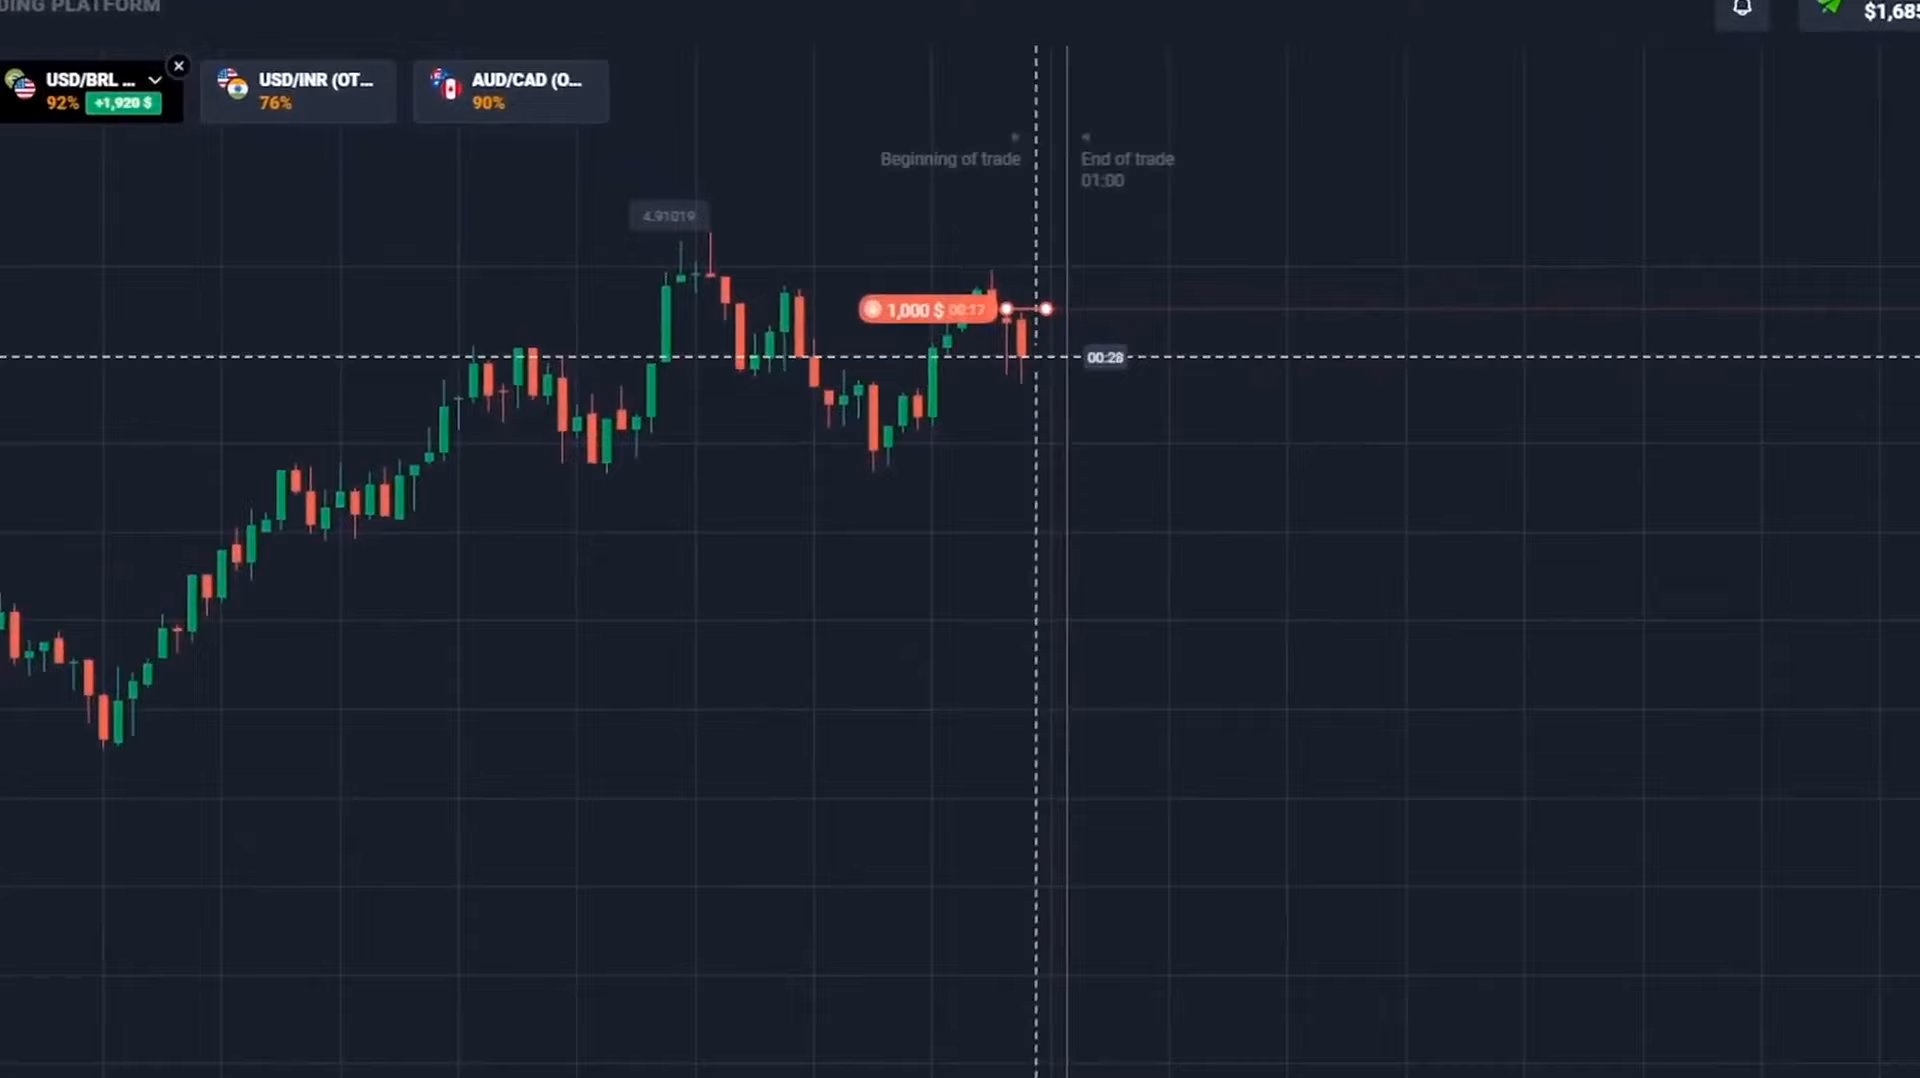 DING PLATFORM
$1,685
USD/BRL ...
92% +1,920 $
USD/INR (OT...
76%
AUD/CAD (O...
90%
Beginning of trade
End of trade
01:00
4.91019
1,000 $ 00:17
00:28